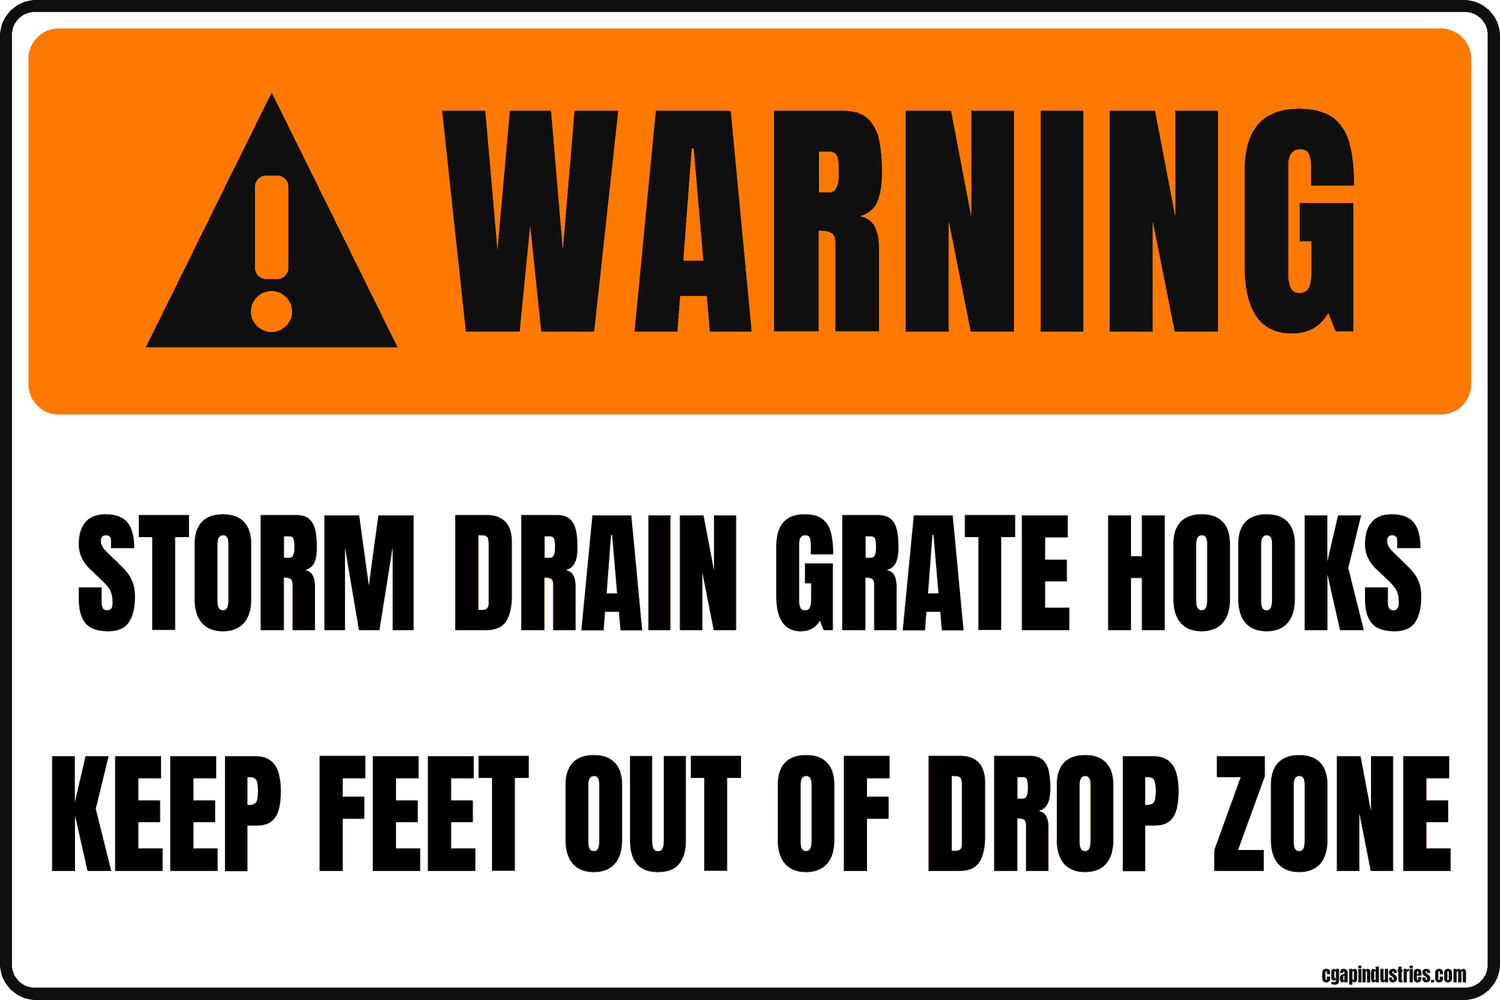 WARNING
STORM DRAIN GRATE HOOKS
KEEP FEET OUT OF DROP ZONE
cgapindustries.com